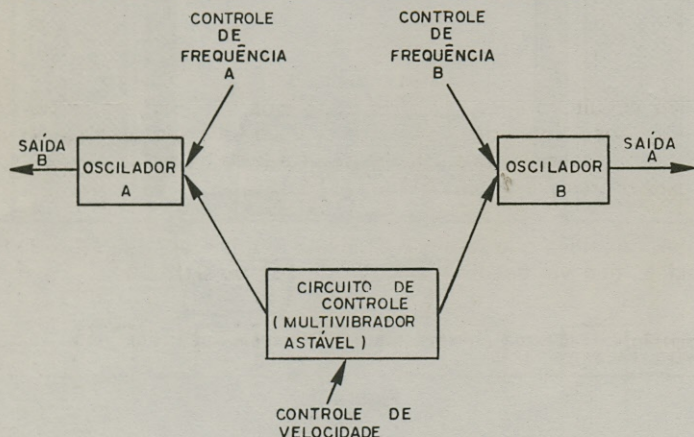 CONTROLE
DE
FREQUÊNCIA
A
CONTROLE
DE
FREQUÊNCIA
B
SAÍDA
B
OSCILADOR
A
OSCILADOR
B
SAÍDA
A
CIRCUITO DE
CONTROLE
( MULTIVIBRADOR
ASTÁVEL )
CONTROLE DE
VELOCIDADE